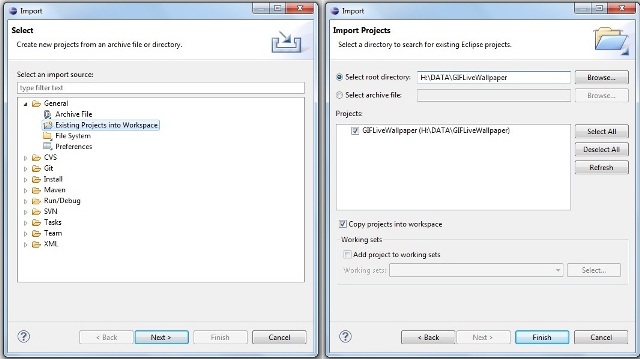 Import
Select
Create new projects from an archive file or directory.
Select an import source:
type filter text
General
Archive File
Existing Projects into Workspace
File System
Preferences
CVS
Git
Install
Maven
Run/Debug
SVN
Tasks
Team
XML
?
< Back
Next >
Finish
Cancel
Import
Import Projects
Select a directory to search for existing Eclipse projects.
Select root directory: H:\DATA\GIFLiveWallpaper Browse...
Select archive file: Browse...
Projects:
GIFLiveWallpaper (H:\DATA\GIFLiveWallpaper)
Select All
Deselect All
Refresh
Copy projects into workspace
Working sets
Add project to working sets
Working sets: Select...
?
< Back
Next >
Finish
Cancel